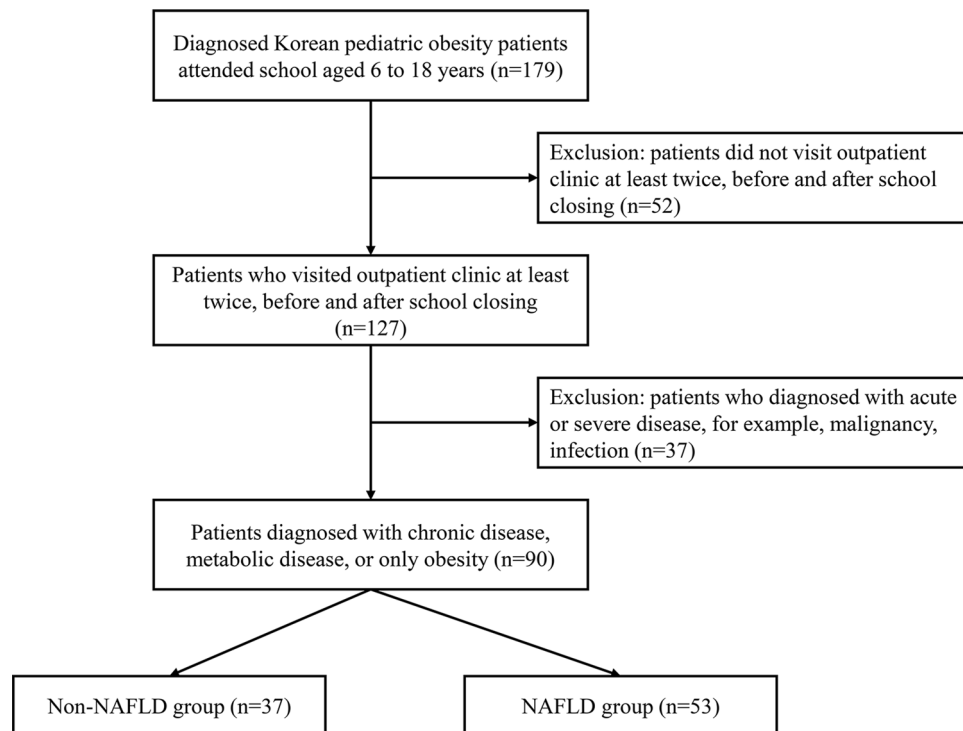 Diagnosed Korean pediatric obesity patients
attended school aged 6 to 18 years (n=179)
Exclusion: patients did not visit outpatient
clinic at least twice, before and after school
closing (n=52)
Patients who visited outpatient clinic at least
twice, before and after school closing
(n=127)
Exclusion: patients who diagnosed with acute
or severe disease, for example, malignancy,
infection (n=37)
Patients diagnosed with chronic disease,
metabolic disease, or only obesity (n=90)
Non-NAFLD group (n=37)
NAFLD group (n=53)